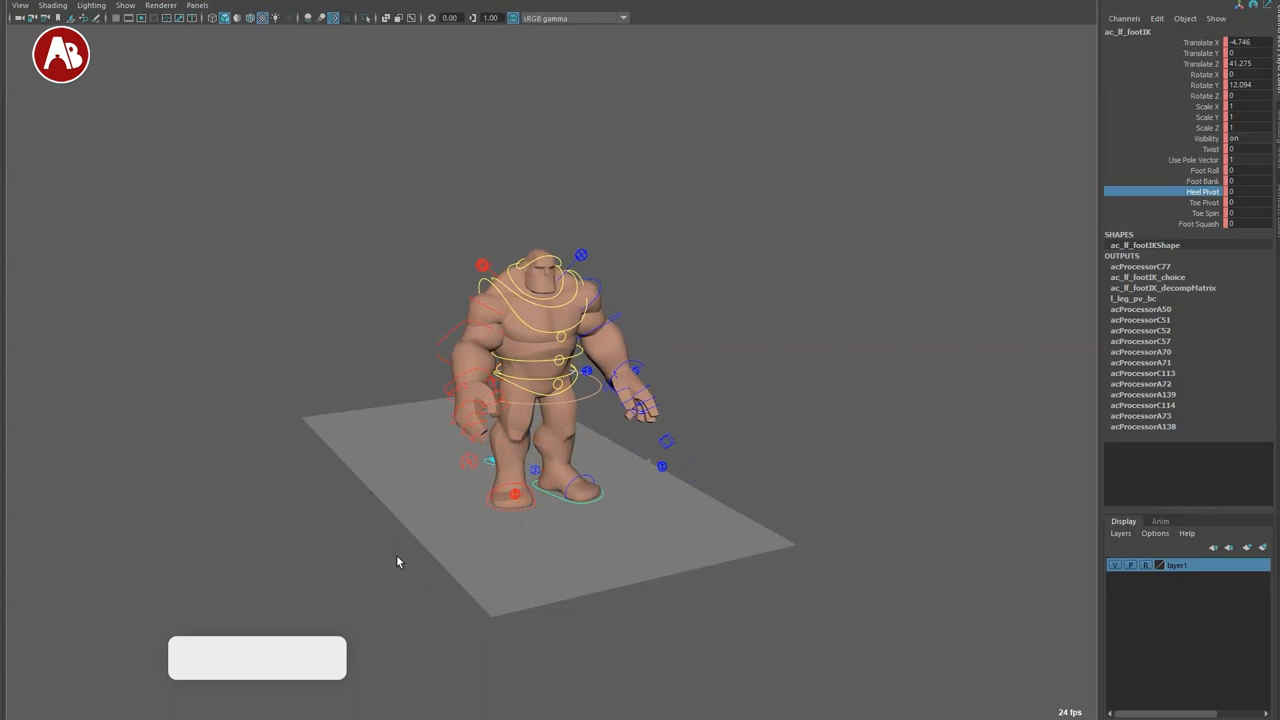 View Shading Lighting Show Renderer Panels
0.00 1.00 sRGB gamma
AB
Channels Edit Object Show
ac_lf_footIK
Translate X -4.746
Translate Y 0
Translate Z 41.275
Rotate X 0
Rotate Y 12.094
Rotate Z 0
Scale X 1
Scale Y 1
Scale Z 1
Visibility on
Twist 0
Use Pole Vector 1
Foot Roll 0
Foot Bank 0
Heel Pivot 0
Toe Pivot 0
Toe Spin 0
Foot Squash 0
SHAPES
ac_lf_footIKShape
OUTPUTS
acProcessorC77
ac_lf_footIK_choice
ac_lf_footIK_decompMatrix
l_leg_pv_bc
acProcessorA50
acProcessorC51
acProcessorC52
acProcessorC57
acProcessorA70
acProcessorA71
acProcessorC113
acProcessorA72
acProcessorA139
acProcessorC114
acProcessorA73
acProcessorA138
Display Anim
Layers Options Help
V P R layer1
24 fps